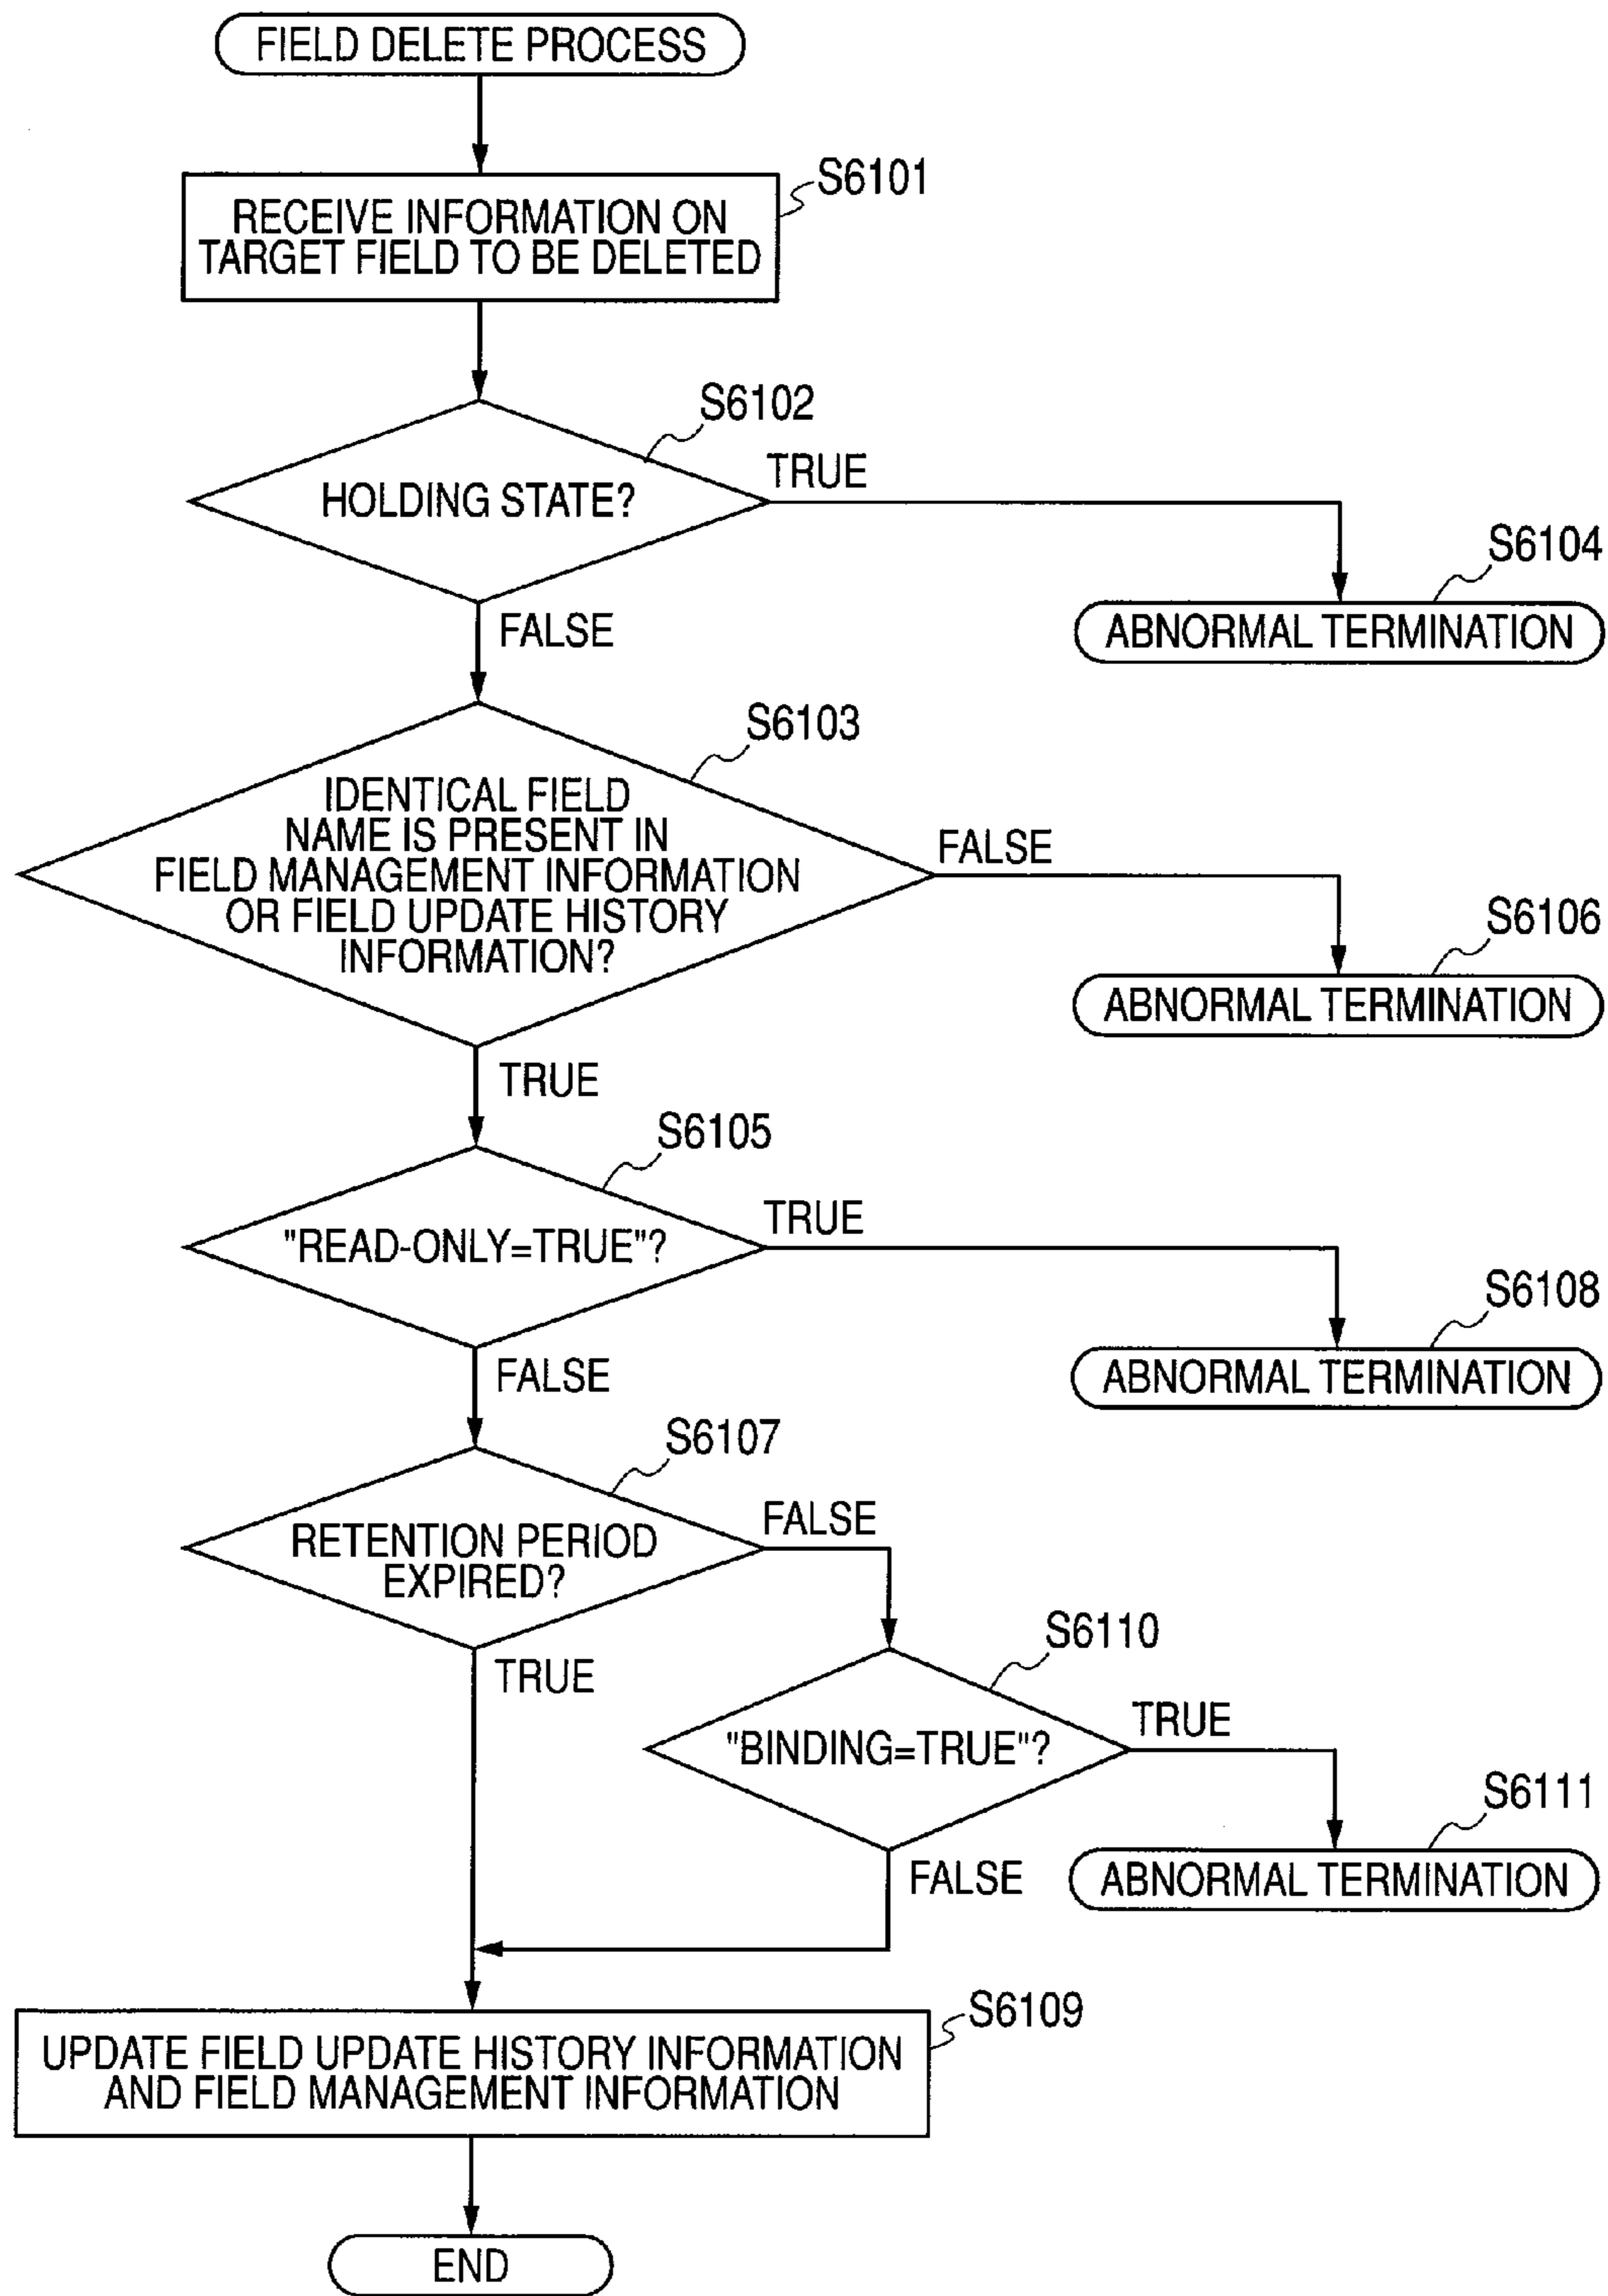 FIELD DELETE PROCESS
S6101
RECEIVE INFORMATION ON
TARGET FIELD TO BE DELETED
S6102
HOLDING STATE?
TRUE
S6104
ABNORMAL TERMINATION
FALSE
S6103
IDENTICAL FIELD
NAME IS PRESENT IN
FIELD MANAGEMENT INFORMATION
OR FIELD UPDATE HISTORY
INFORMATION?
FALSE
S6106
ABNORMAL TERMINATION
TRUE
S6105
"READ-ONLY=TRUE"?
TRUE
S6108
ABNORMAL TERMINATION
FALSE
S6107
RETENTION PERIOD
EXPIRED?
FALSE
TRUE
S6110
"BINDING=TRUE"?
TRUE
S6111
ABNORMAL TERMINATION
FALSE
S6109
UPDATE FIELD UPDATE HISTORY INFORMATION
AND FIELD MANAGEMENT INFORMATION
END